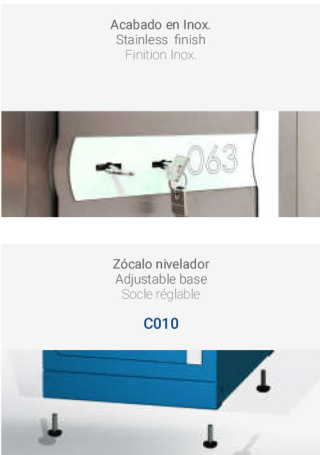 Acabado en Inox.
Stainless finish
Finition Inox.
063
Zócalo nivelador
Adjustable base
Socle réglable
C010